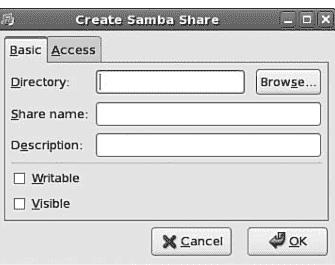 Create Samba Share
Basic Access
Directory: Browse...
Share name:
Description:
Writable
Visible
Cancel OK